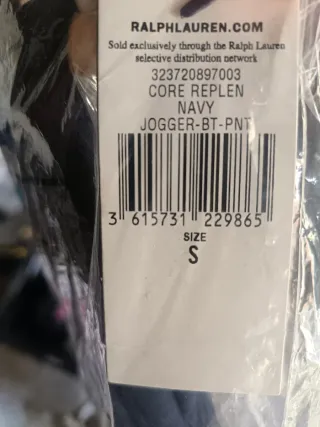 RALPHLAUREN.COM
Sold exclusively through the Ralph Lauren
selective distribution network
323720897003
CORE REPLEN
NAVY
JOGGER-BT-PNT
3 615731 229865
SIZE
S